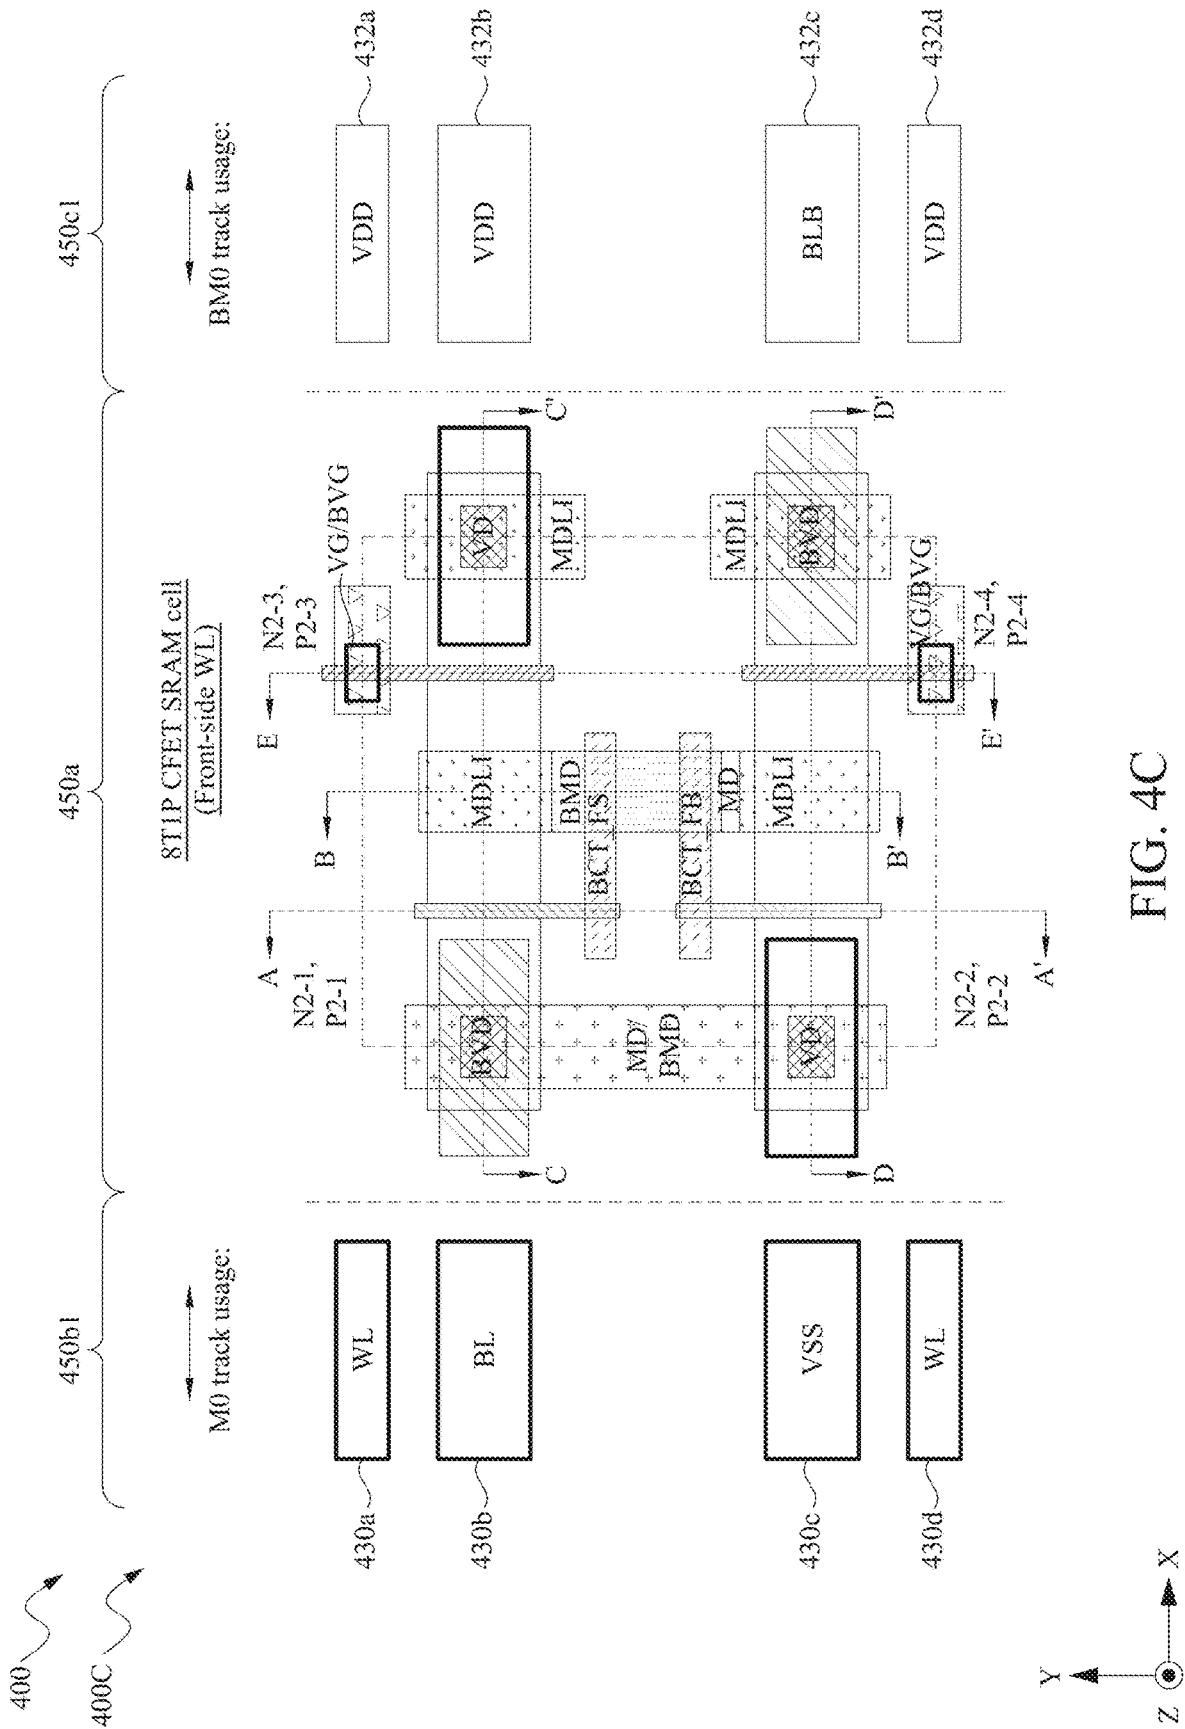 400
400C
450b1
450a
450c1
M0 track usage:
8T1P CFET SRAM cell
(Front-side WL)
BM0 track usage:
430a
WL
A
N2-1,
P2-1
B
E
N2-3,
P2-3
VG/BVG
VDD
432a
430b
BL
C
BVD
MDLI
VD
MDLI
C'
VDD
432b
MD/
BMD
BMD
BCT_FS
BCT_FB
MD
430c
VSS
D
VD
MDLI
MDLI
BVD
D'
BLB
432c
430d
WL
N2-2,
P2-2
A'
B'
E'
VG/BVG
N2-4,
P2-4
VDD
432d
Y
X
Z
FIG. 4C